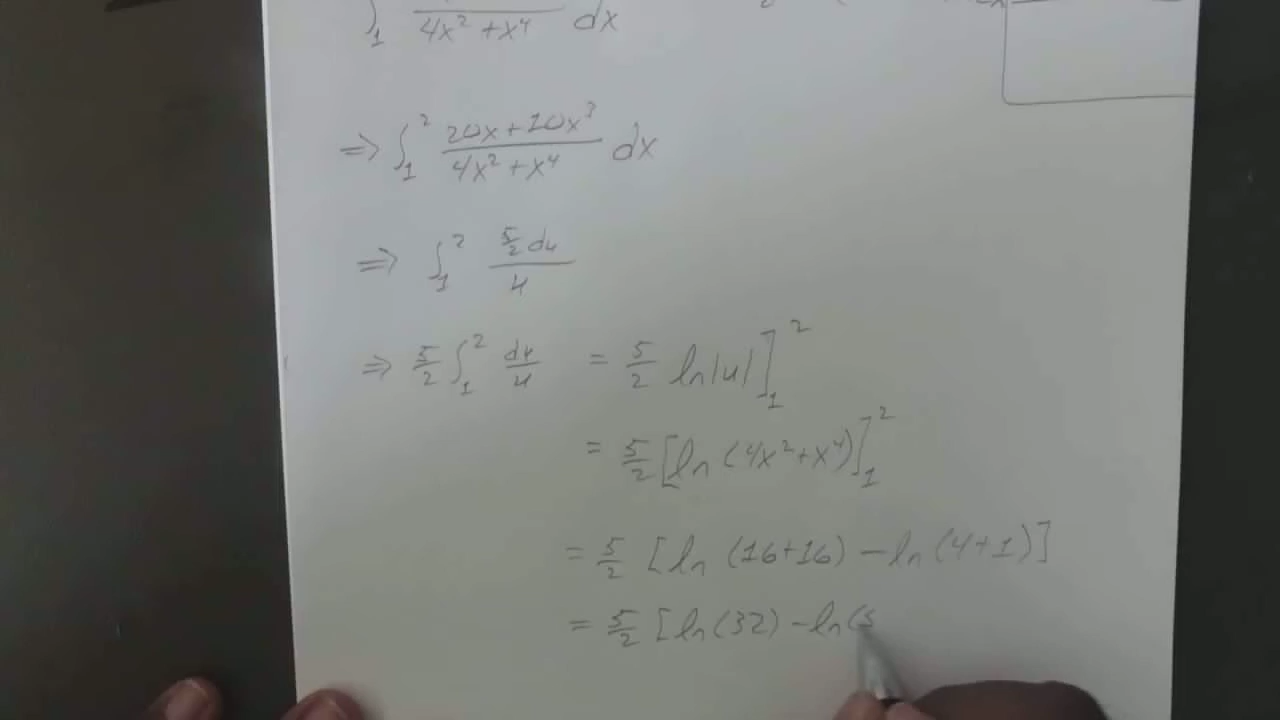 ∫₁ 4x² + x⁴ dx
⇒ ∫₁² (20x + 10x³)/(4x² + x⁴) dx
⇒ ∫₁² (5/2 du)/u
⇒ 5/2 ∫₁² du/u = 5/2 ln|u|]₁²
= 5/2 [ln (4x² + x⁴)]₁²
= 5/2 [ln (16+16) − ln (4+1)]
= 5/2 [ln (32) − ln (5